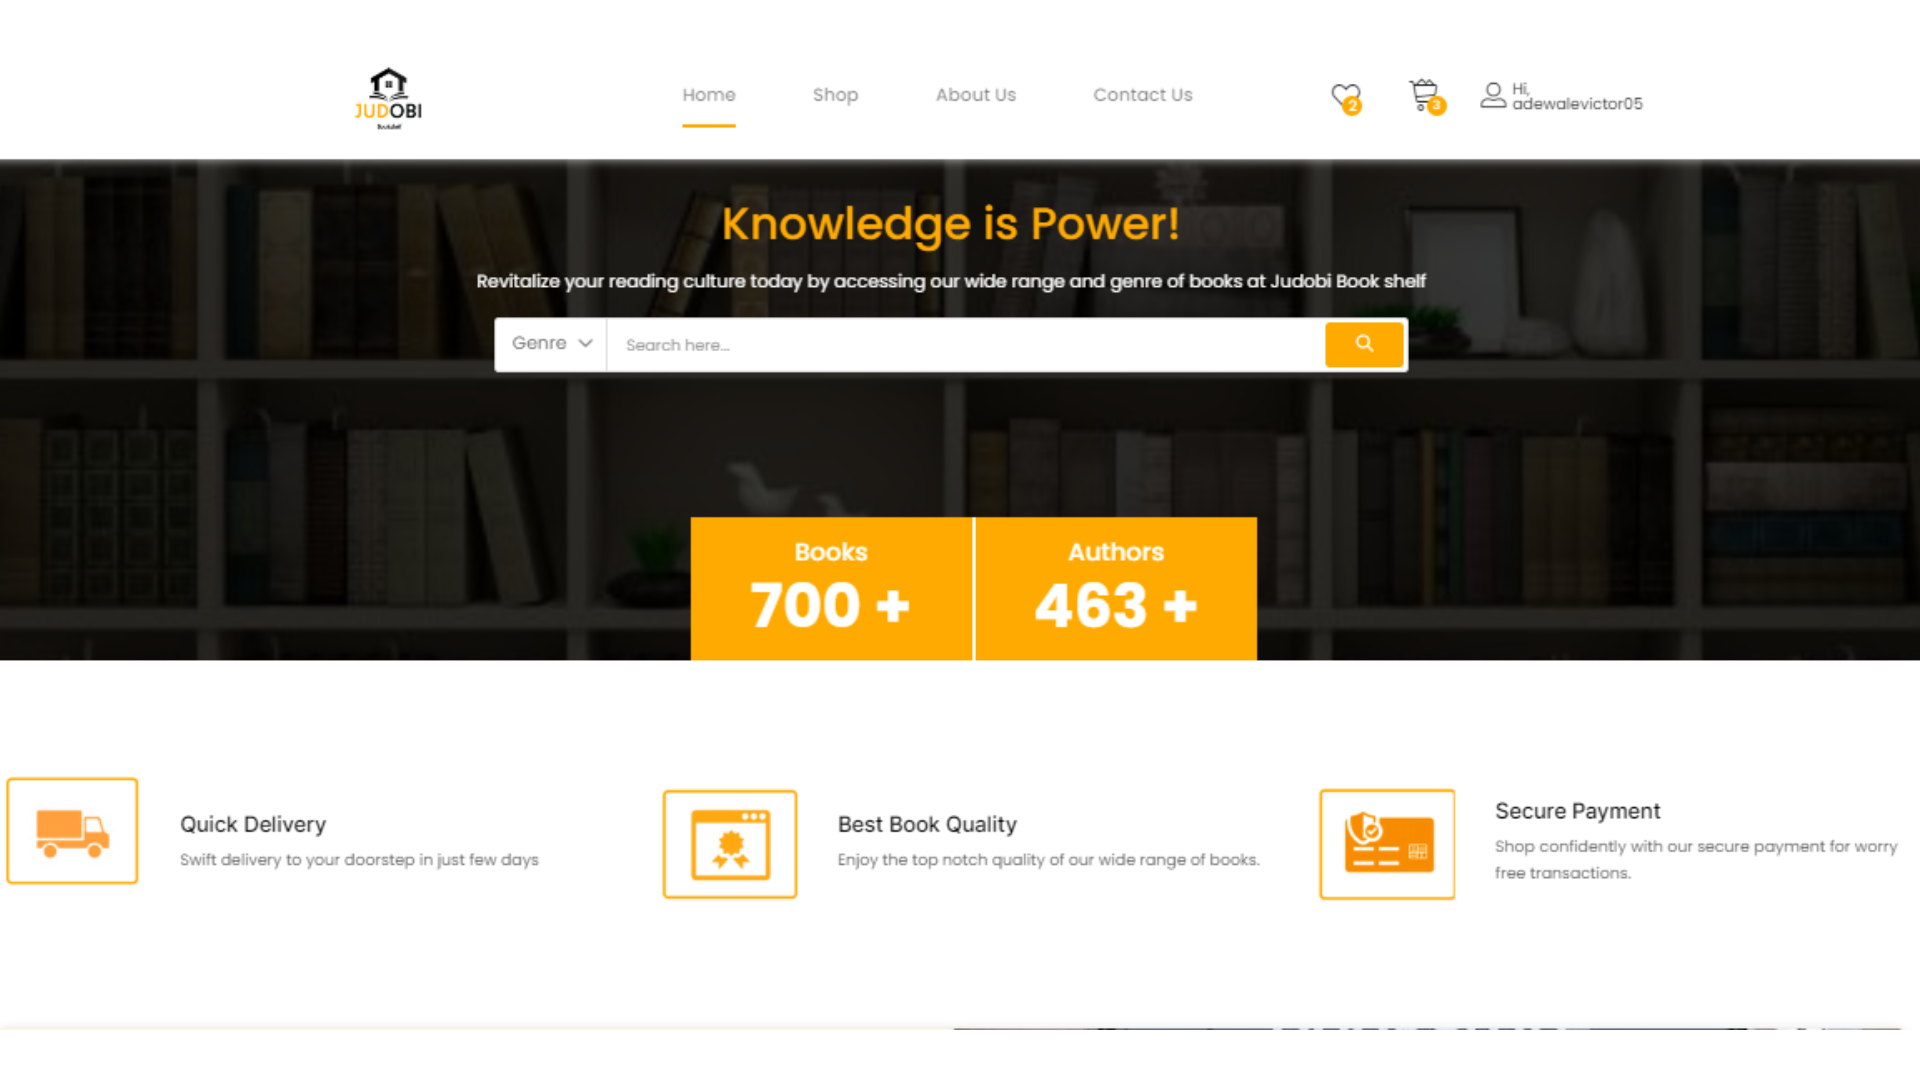 JUDOBI
Bookshelf
Home
Shop
About Us
Contact Us
2
3
Hi,
adewalevictor05
Knowledge is Power!
Revitalize your reading culture today by accessing our wide range and genre of books at Judobi Book shelf
Genre
Search here...
Books
700 +
Authors
463 +
Quick Delivery
Swift delivery to your doorstep in just few days
Best Book Quality
Enjoy the top notch quality of our wide range of books.
Secure Payment
Shop confidently with our secure payment for worry
free transactions.